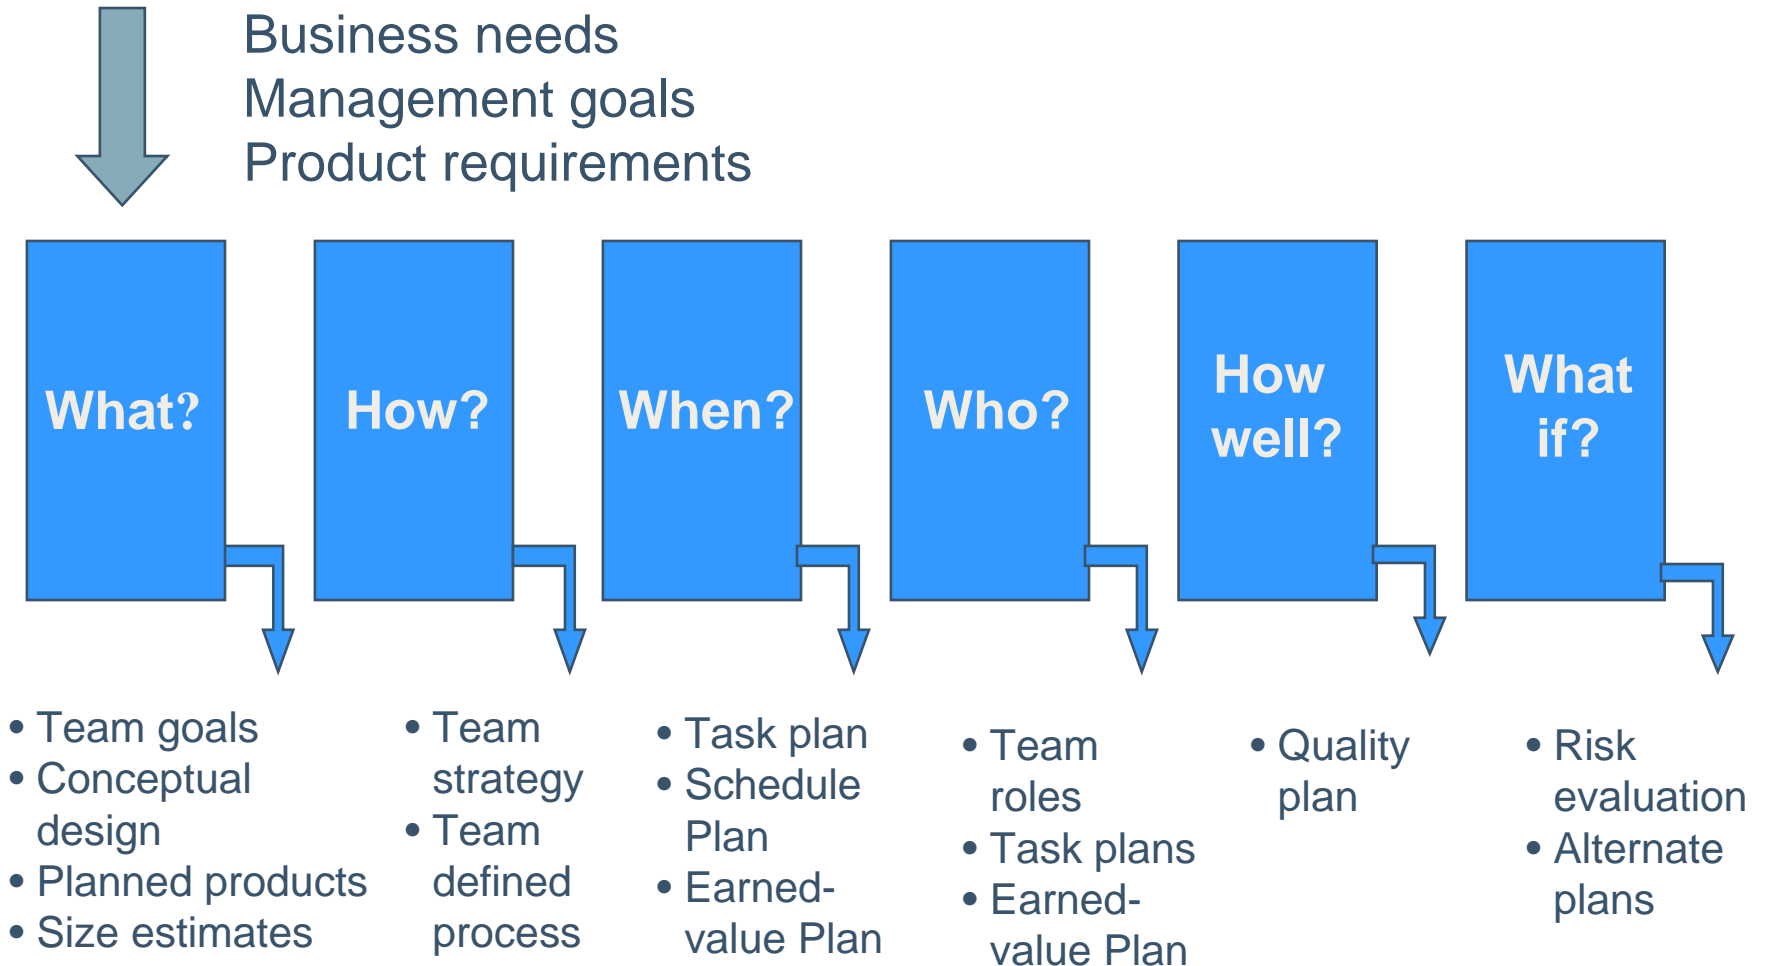 Business needs
Management goals
Product requirements
What?
How?
When?
Who?
How
well?
What
if?
• Team goals
• Conceptual
design
• Planned products
• Size estimates
• Team
strategy
• Team
defined
process
• Task plan
• Schedule
Plan
• Earned-
value Plan
• Team
roles
• Task plans
• Earned-
value Plan
• Quality
plan
• Risk
evaluation
• Alternate
plans